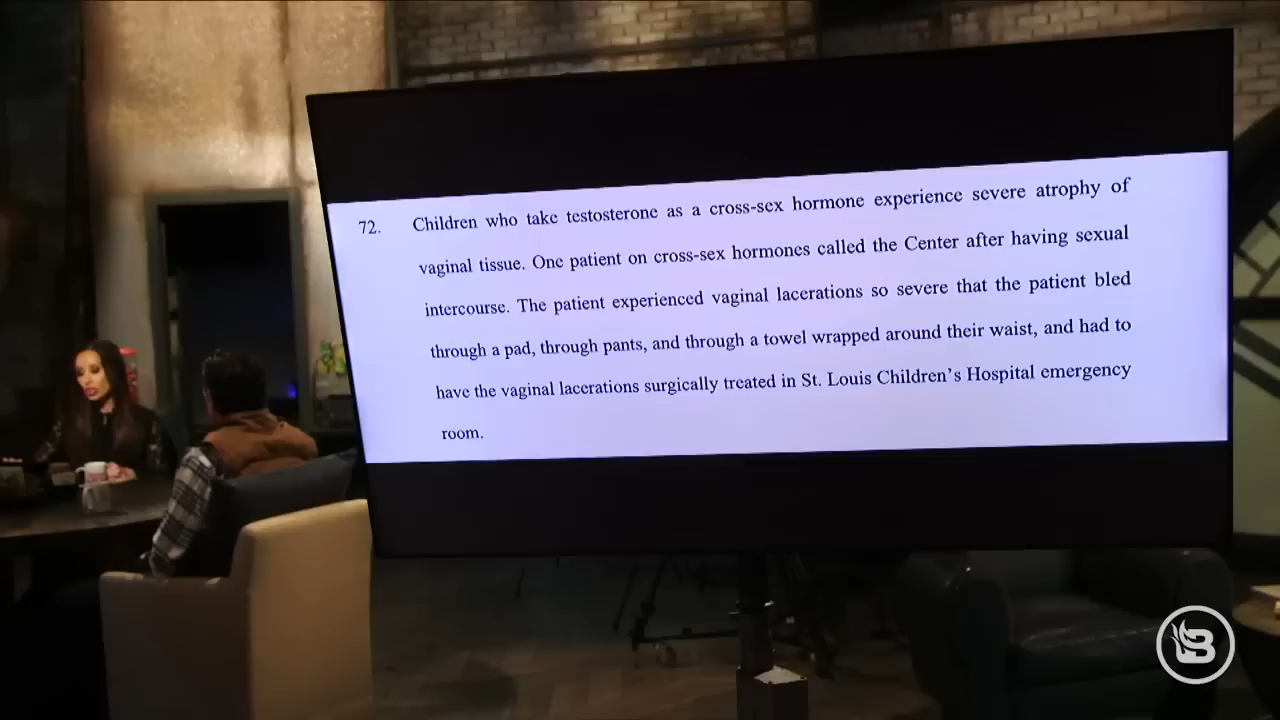 72. Children who take testosterone as a cross-sex hormone experience severe atrophy of
vaginal tissue. One patient on cross-sex hormones called the Center after having sexual
intercourse. The patient experienced vaginal lacerations so severe that the patient bled
through a pad, through pants, and through a towel wrapped around their waist, and had to
have the vaginal lacerations surgically treated in St. Louis Children's Hospital emergency
room.
B